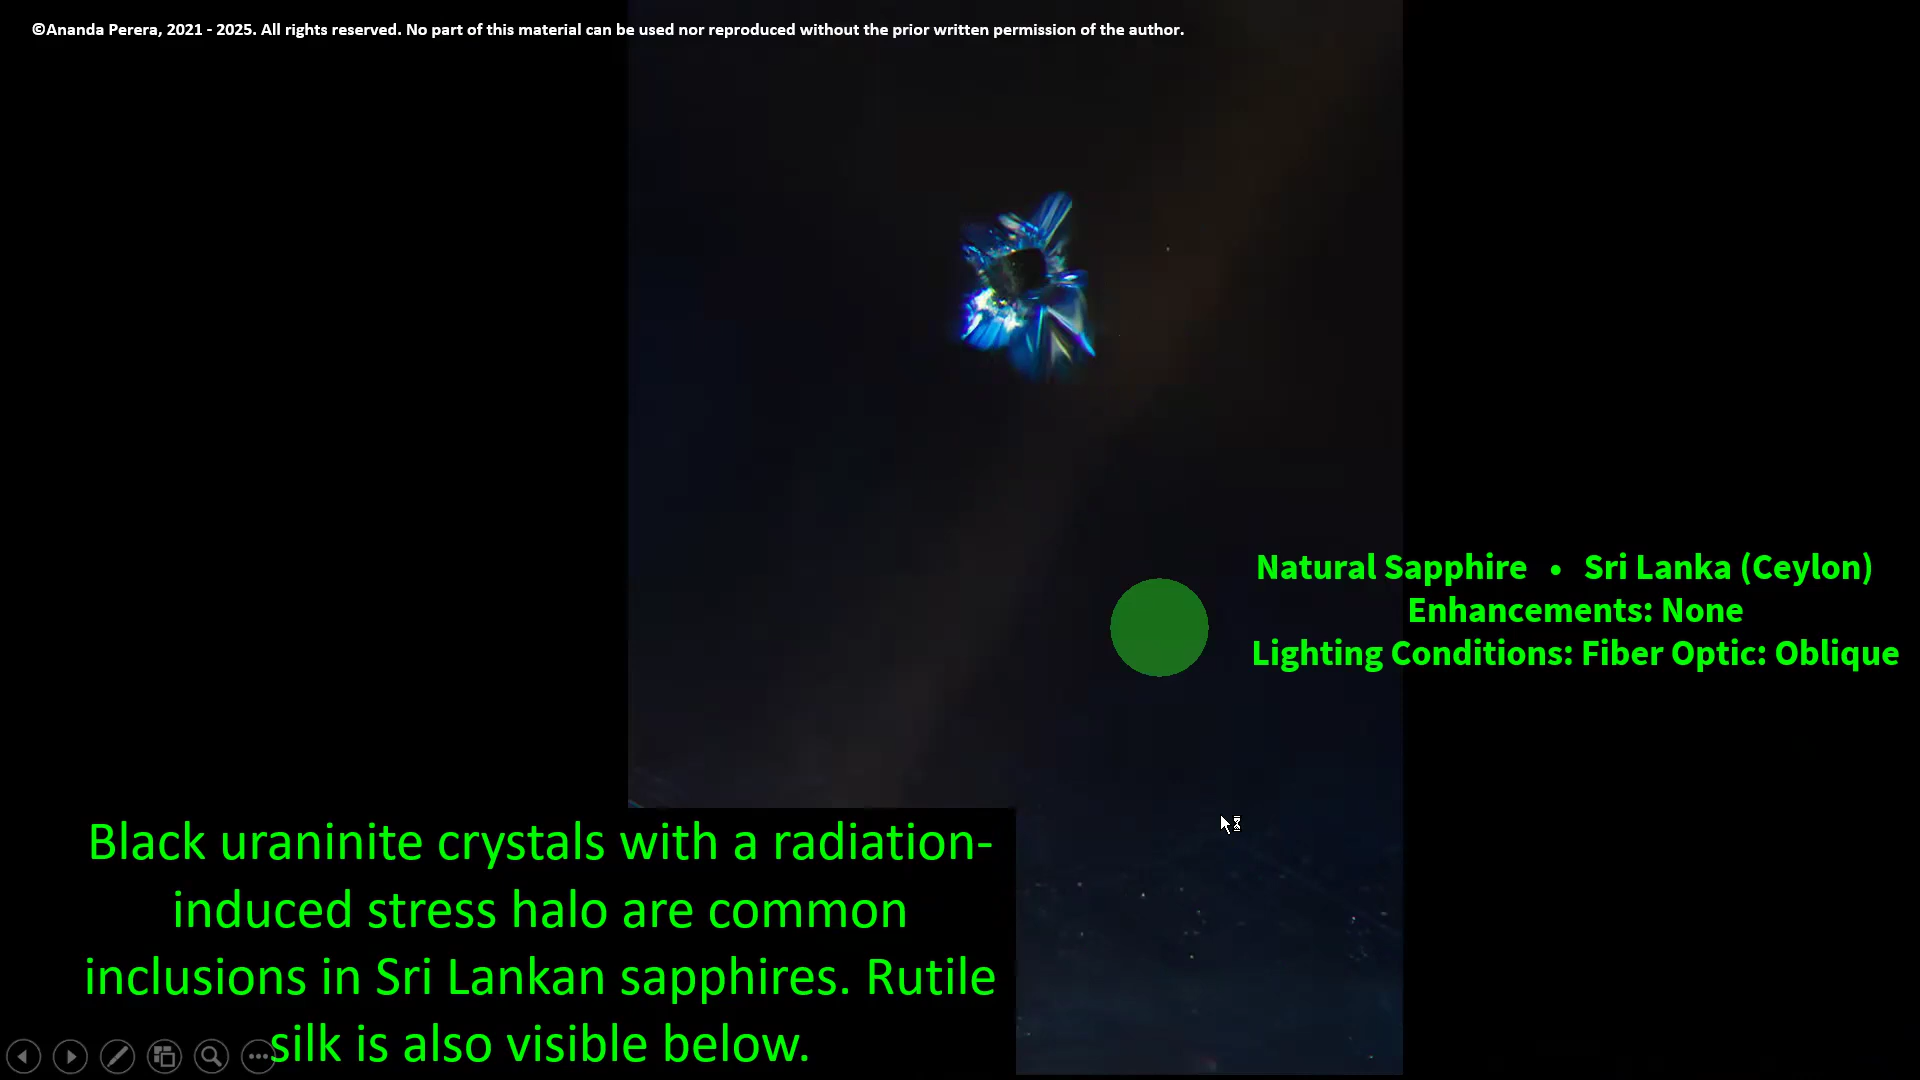 ©Ananda Perera, 2021 - 2025. All rights reserved. No part of this material can be used nor reproduced without the prior written permission of the author.
Natural Sapphire • Sri Lanka (Ceylon)
Enhancements: None
Lighting Conditions: Fiber Optic: Oblique
Black uraninite crystals with a radiation-
induced stress halo are common
inclusions in Sri Lankan sapphires. Rutile
silk is also visible below.